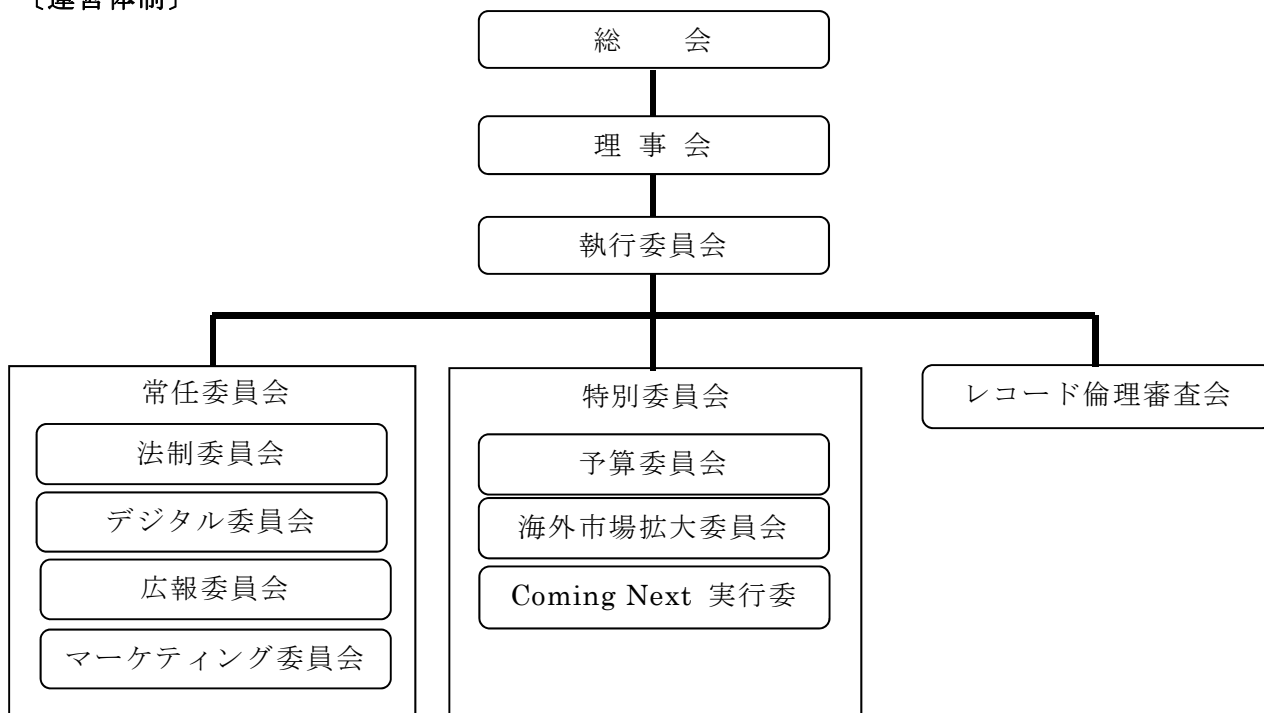 〔運営体制〕
総　　会
理 事 会
執行委員会
常任委員会
法制委員会
デジタル委員会
広報委員会
マーケティング委員会
特別委員会
予算委員会
海外市場拡大委員会
Coming Next 実行委
レコード倫理審査会